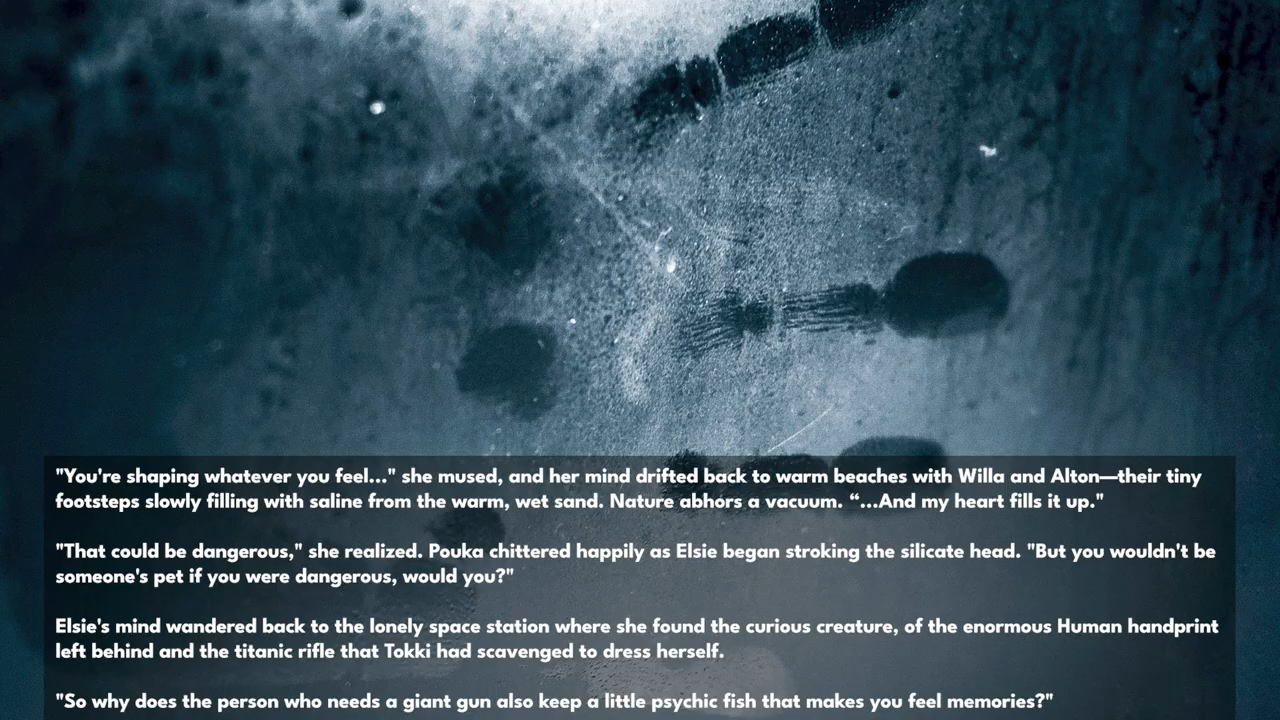 "You're shaping whatever you feel..." she mused, and her mind drifted back to warm beaches with Willa and Alton—their tiny
footsteps slowly filling with saline from the warm, wet sand. Nature abhors a vacuum. “...And my heart fills it up."
"That could be dangerous," she realized. Pouka chittered happily as Elsie began stroking the silicate head. "But you wouldn't be
someone's pet if you were dangerous, would you?"
Elsie's mind wandered back to the lonely space station where she found the curious creature, of the enormous Human handprint
left behind and the titanic rifle that Tokki had scavenged to dress herself.
"So why does the person who needs a giant gun also keep a little psychic fish that makes you feel memories?"